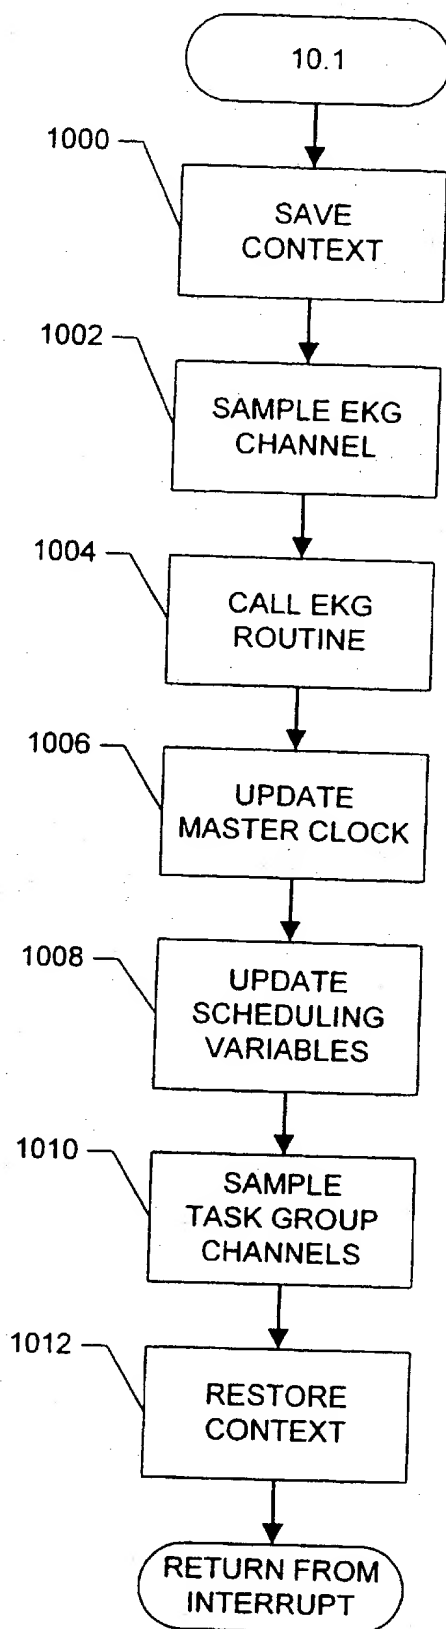 10.1
1000
SAVE
CONTEXT
1002
SAMPLE EKG
CHANNEL
1004
CALL EKG
ROUTINE
1006
UPDATE
MASTER CLOCK
1008
UPDATE
SCHEDULING
VARIABLES
1010
SAMPLE
TASK GROUP
CHANNELS
1012
RESTORE
CONTEXT
RETURN FROM
INTERRUPT